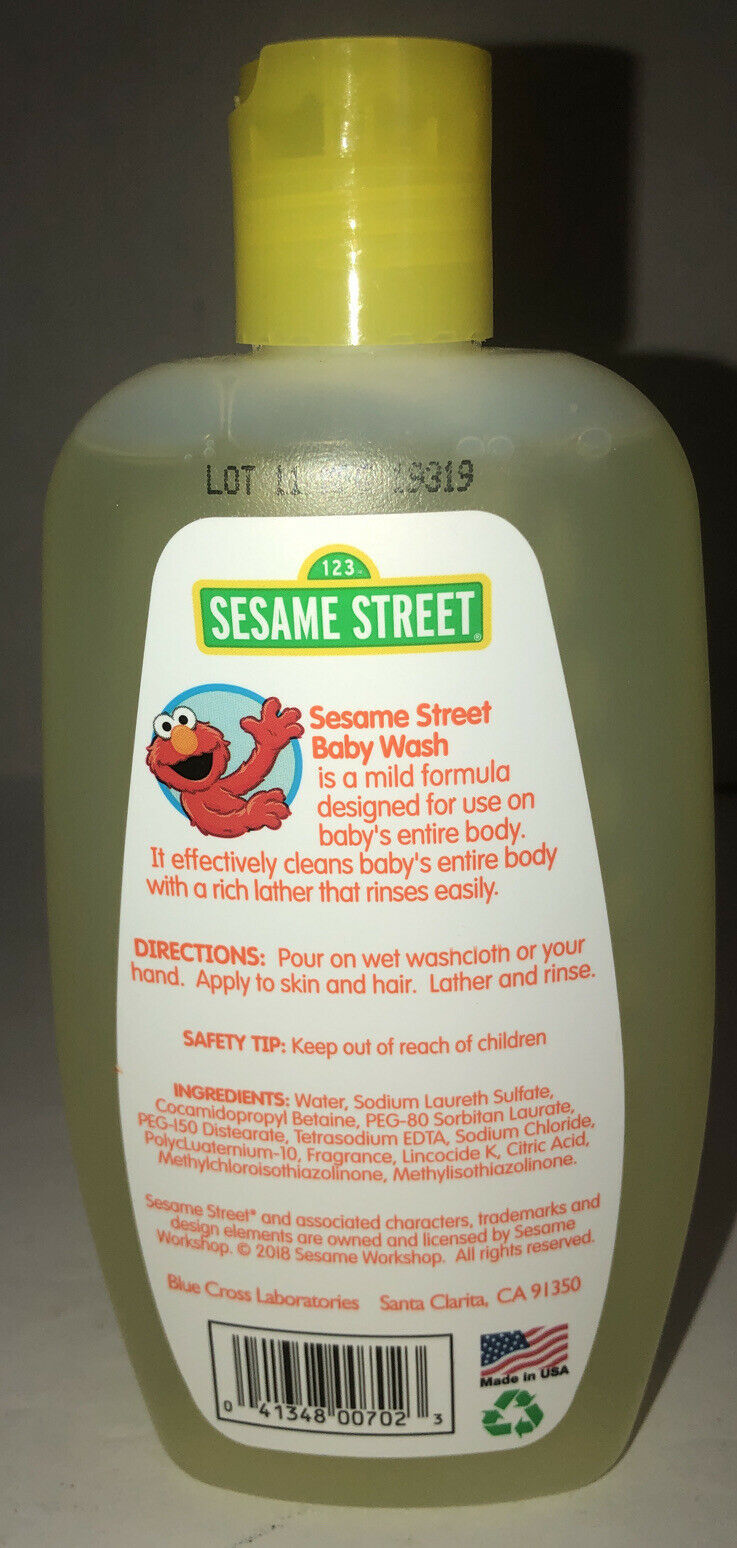 LOT 11 19319
123
SESAME STREET
Sesame Street
Baby Wash
is a mild formula
designed for use on
baby's entire body.
It effectively cleans baby's entire body
with a rich lather that rinses easily.
DIRECTIONS: Pour on wet washcloth or your
hand. Apply to skin and hair. Lather and rinse.
SAFETY TIP: Keep out of reach of children
INGREDIENTS: Water, Sodium Laureth Sulfate,
Cocamidopropyl Betaine, PEG-80 Sorbitan Laurate,
PEG-150 Distearate, Tetrasodium EDTA, Sodium Chloride,
PolycLuaternium-10, Fragrance, Lincocide K, Citric Acid,
Methylchloroisothiazolinone, Methylisothiazolinone.
Sesame Street® and associated characters, trademarks and
design elements are owned and licensed by Sesame
Workshop. © 2018 Sesame Workshop. All rights reserved.
Blue Cross Laboratories Santa Clarita, CA 91350
Made in USA
0 41348 00702 3